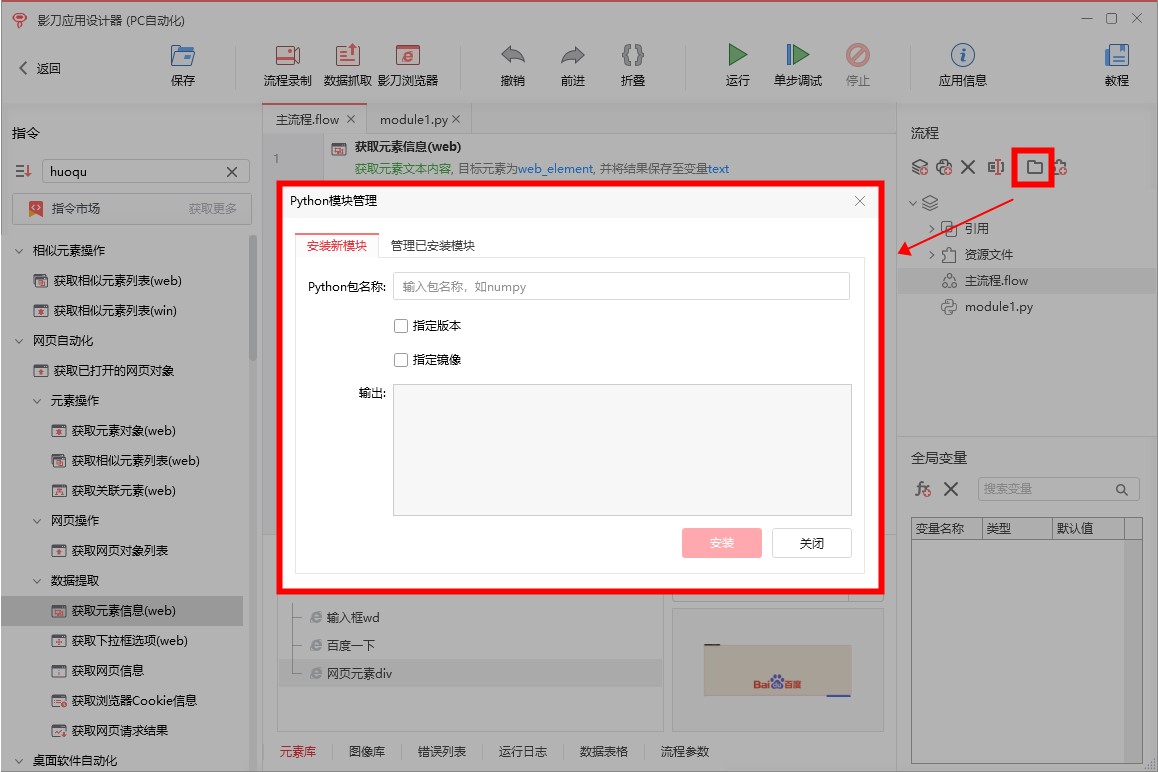 影刀应用设计器 (PC自动化)
返回
保存
流程录制
数据抓取
影刀浏览器
撤销
前进
折叠
运行
单步调试
停止
应用信息
教程
指令
huoqu
指令市场
获取更多
相似元素操作
获取相似元素列表(web)
获取相似元素列表(win)
网页自动化
获取已打开的网页对象
元素操作
获取元素对象(web)
获取相似元素列表(web)
获取关联元素(web)
网页操作
获取网页对象列表
数据提取
获取元素信息(web)
获取下拉框选项(web)
获取网页信息
获取浏览器Cookie信息
获取网页请求结果
桌面软件自动化
主流程.flow
module1.py
1
获取元素信息(web)
获取元素文本内容, 目标元素为web_element, 并将结果保存至变量text
Python模块管理
安装新模块
管理已安装模块
Python包名称:
输入包名称，如numpy
指定版本
指定镜像
输出:
安装
关闭
输入框wd
百度一下
网页元素div
Bai 百度
元素库
图像库
错误列表
运行日志
数据表格
流程参数
流程
引用
资源文件
主流程.flow
module1.py
全局变量
搜索变量
变量名称
类型
默认值